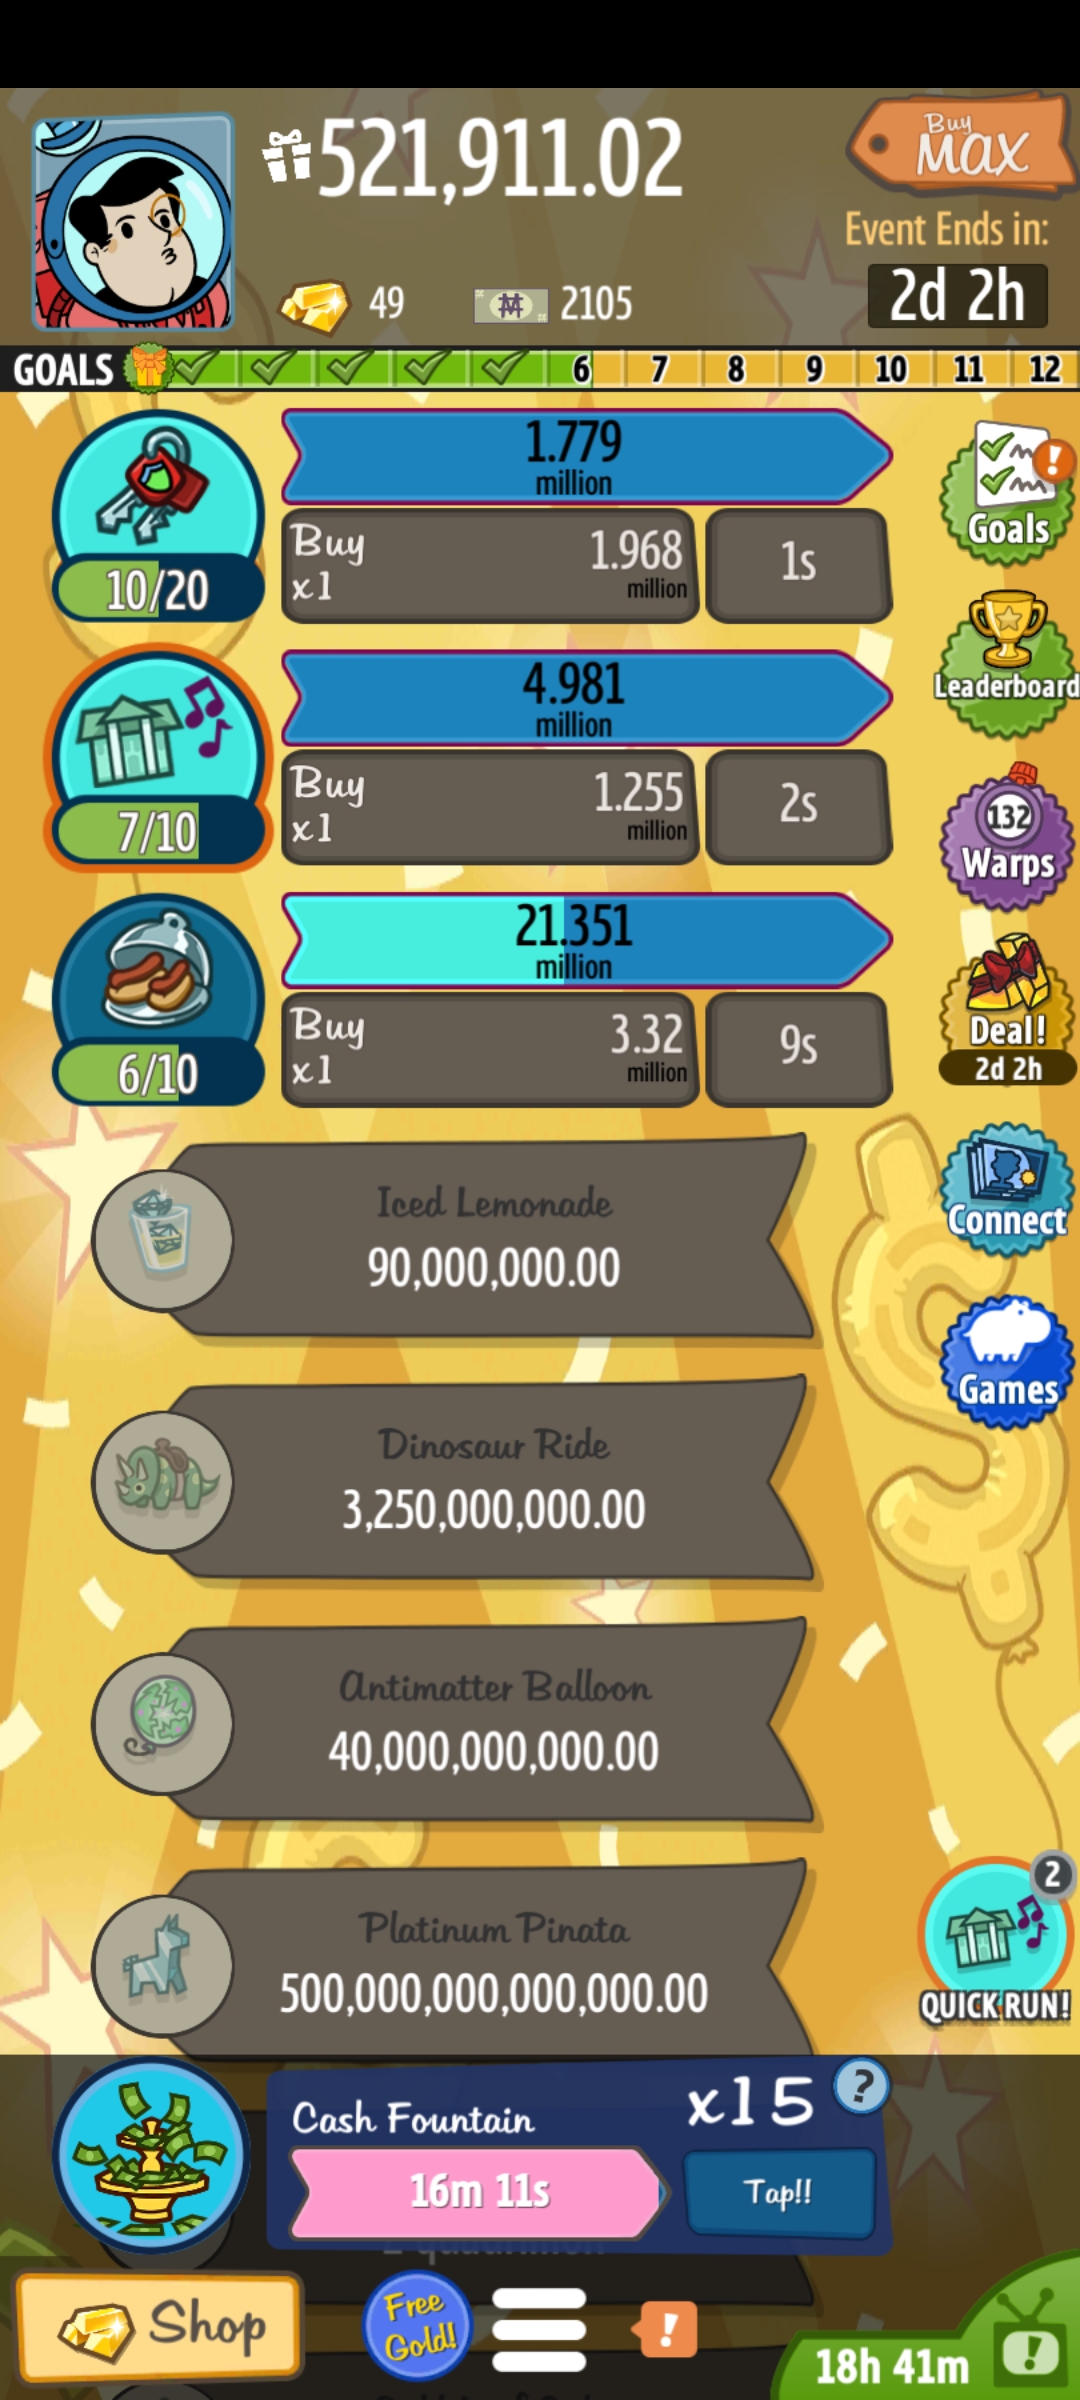 521,911.02
Buy
MAX
Event Ends in:
49
2105
2d 2h
GOALS 6 7 8 9 10 11 12
1.779
million
Buy
x1
1.968
million
1s
10/20
Goals
Leaderboard
4.981
million
Buy
x1
1.255
million
2s
7/10
132
Warps
21.351
million
Buy
x1
3.32
million
9s
6/10
Deal!
2d 2h
Iced Lemonade
90,000,000.00
Connect
Games
Dinosaur Ride
3,250,000,000.00
Antimatter Balloon
40,000,000,000.00
Platinum Pinata
500,000,000,000,000.00
2
QUICK RUN!
Cash Fountain
x15
?
16m 11s
Tap!!
Shop
Free
Gold!
!
18h 41m
!